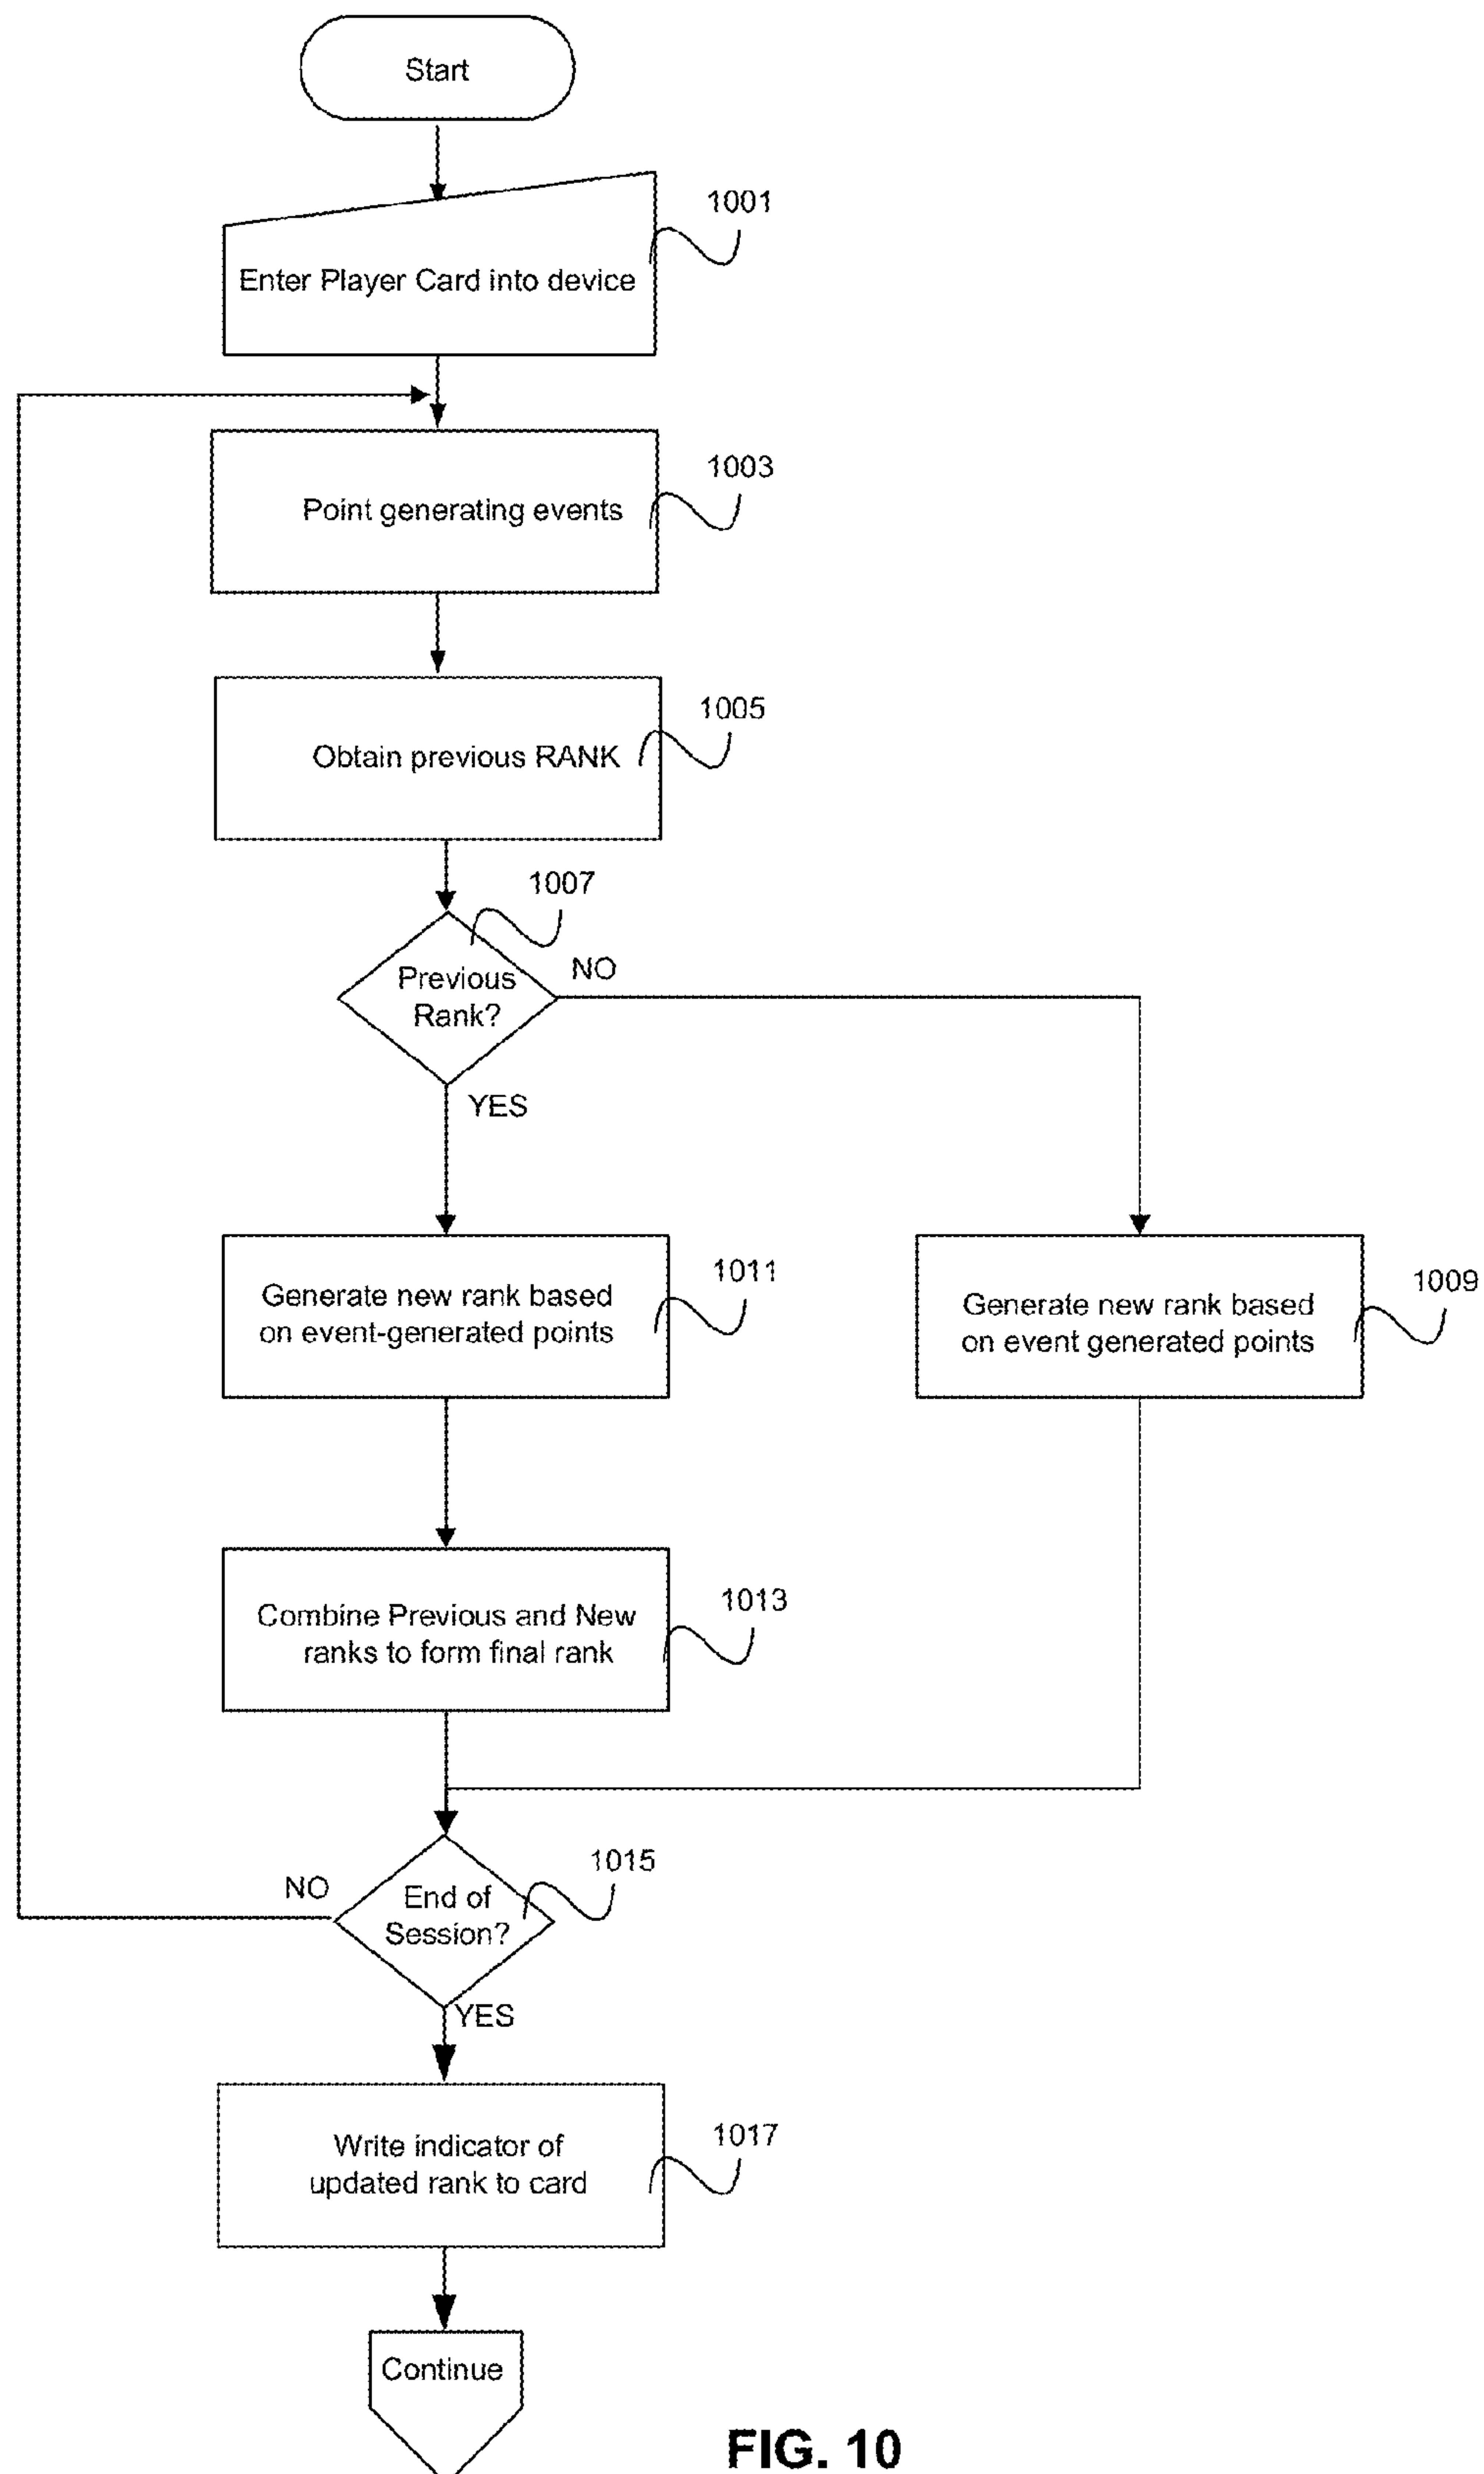 Start
1001
Enter Player Card into device
1003
Point generating events
1005
Obtain previous RANK
1007
Previous
Rank?
NO
YES
1011
Generate new rank based
on event-generated points
1009
Generate new rank based
on event generated points
1013
Combine Previous and New
ranks to form final rank
1015
NO
End of
Session?
YES
1017
Write indicator of
updated rank to card
Continue
FIG. 10